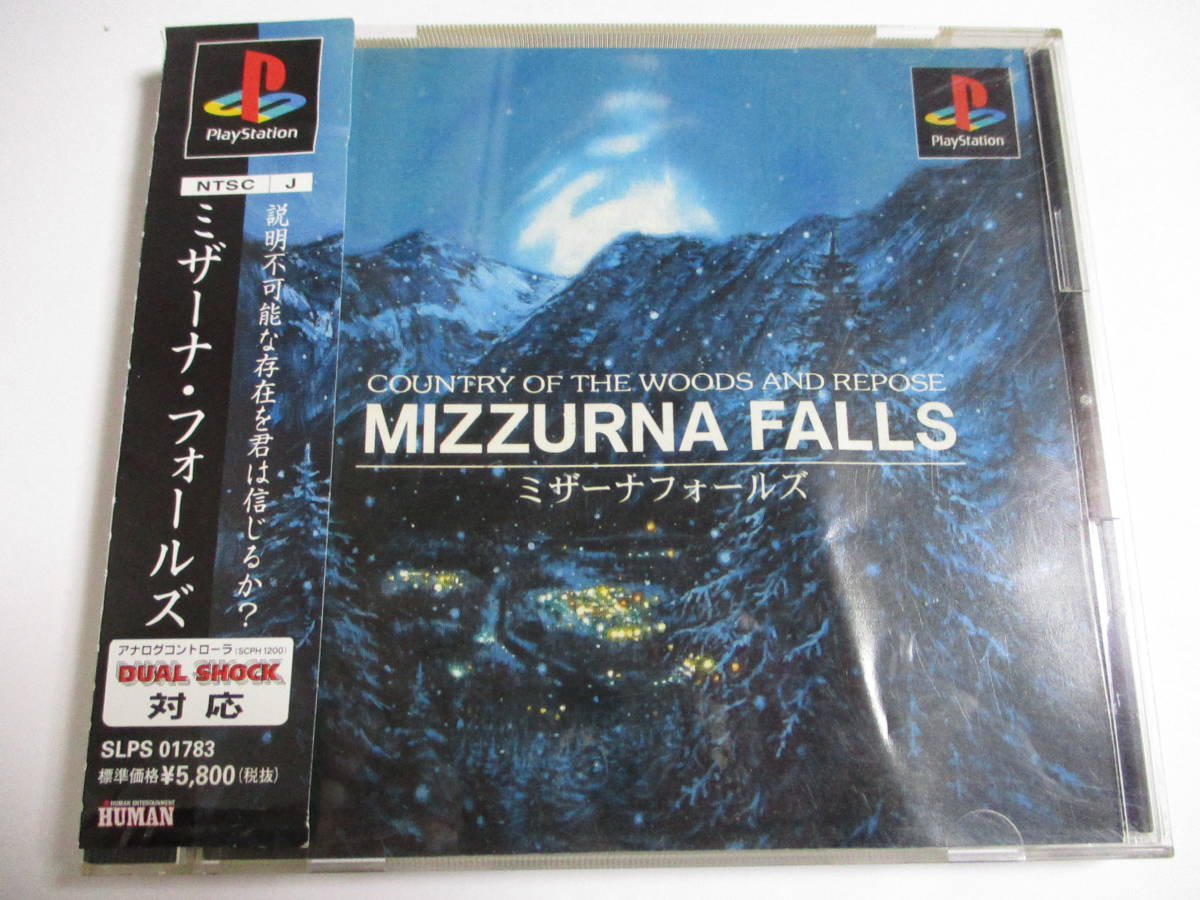 PlayStation
NTSC J
説明不可能な存在を君は信じるか?
ミザーナ・フォールズ
アナログコントローラ(SCPH 1200)
DUAL SHOCK
対応
SLPS 01783
標準価格¥5,800(税抜)
HUMAN ENTERTAINMENT
HUMAN
PlayStation
COUNTRY OF THE WOODS AND REPOSE
MIZZURNA FALLS
ミザーナフォールズ